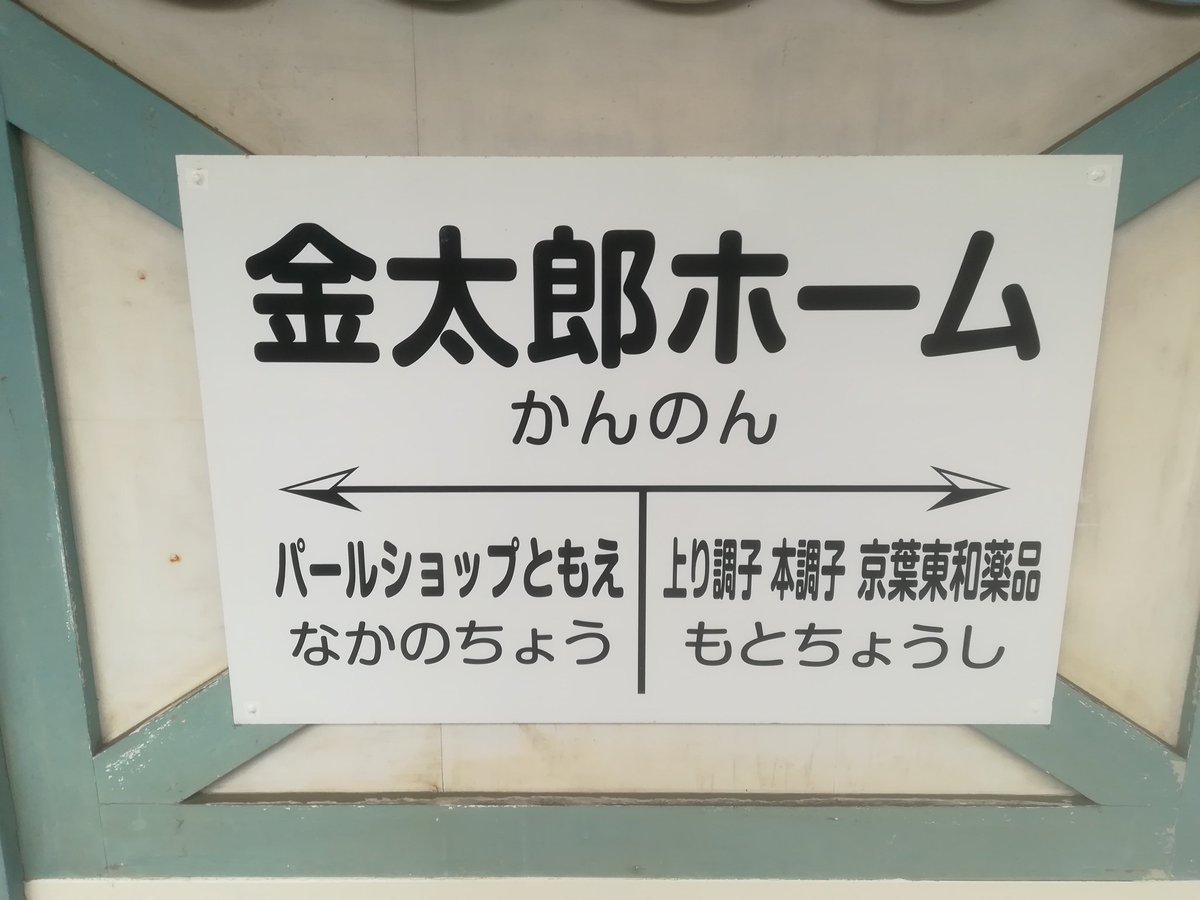 金太郎ホーム
かんのん
パールショップともえ
なかのちょう
上り調子 本調子 京葉東和薬品
もとちょうし